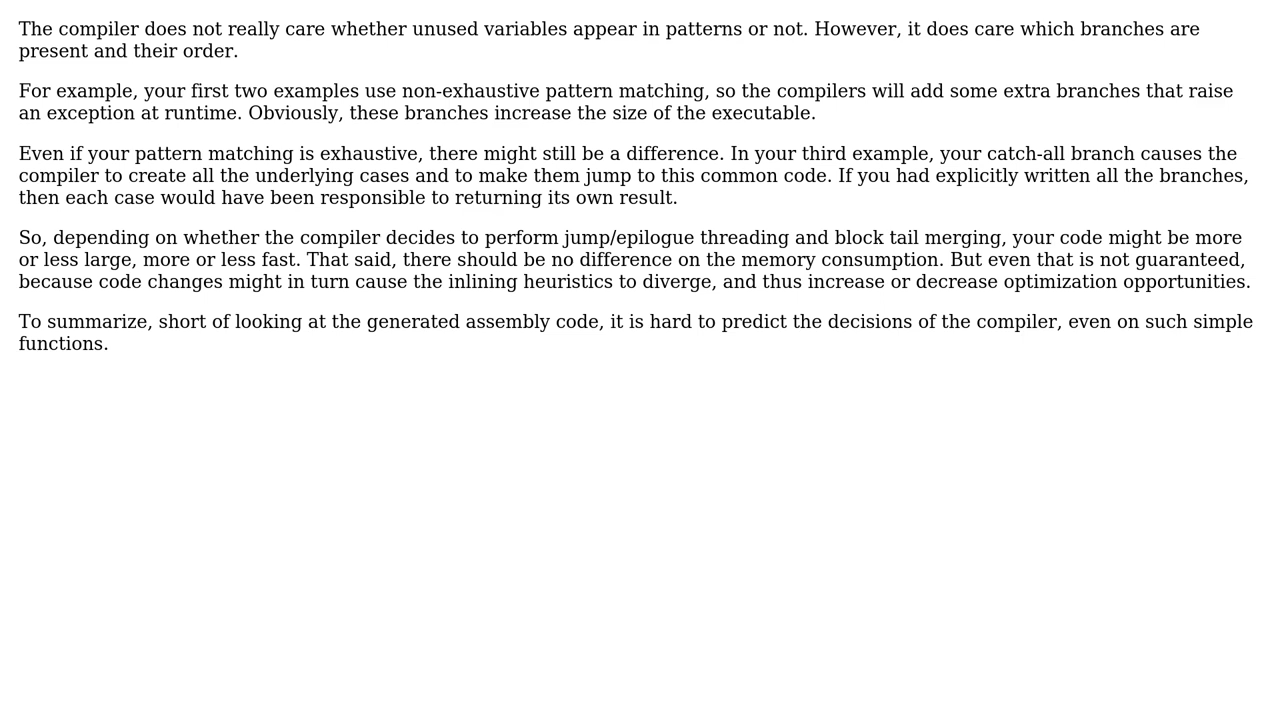 The compiler does not really care whether unused variables appear in patterns or not. However, it does care which branches are
present and their order.
For example, your first two examples use non-exhaustive pattern matching, so the compilers will add some extra branches that raise
an exception at runtime. Obviously, these branches increase the size of the executable.
Even if your pattern matching is exhaustive, there might still be a difference. In your third example, your catch-all branch causes the
compiler to create all the underlying cases and to make them jump to this common code. If you had explicitly written all the branches,
then each case would have been responsible to returning its own result.
So, depending on whether the compiler decides to perform jump/epilogue threading and block tail merging, your code might be more
or less large, more or less fast. That said, there should be no difference on the memory consumption. But even that is not guaranteed,
because code changes might in turn cause the inlining heuristics to diverge, and thus increase or decrease optimization opportunities.
To summarize, short of looking at the generated assembly code, it is hard to predict the decisions of the compiler, even on such simple
functions.